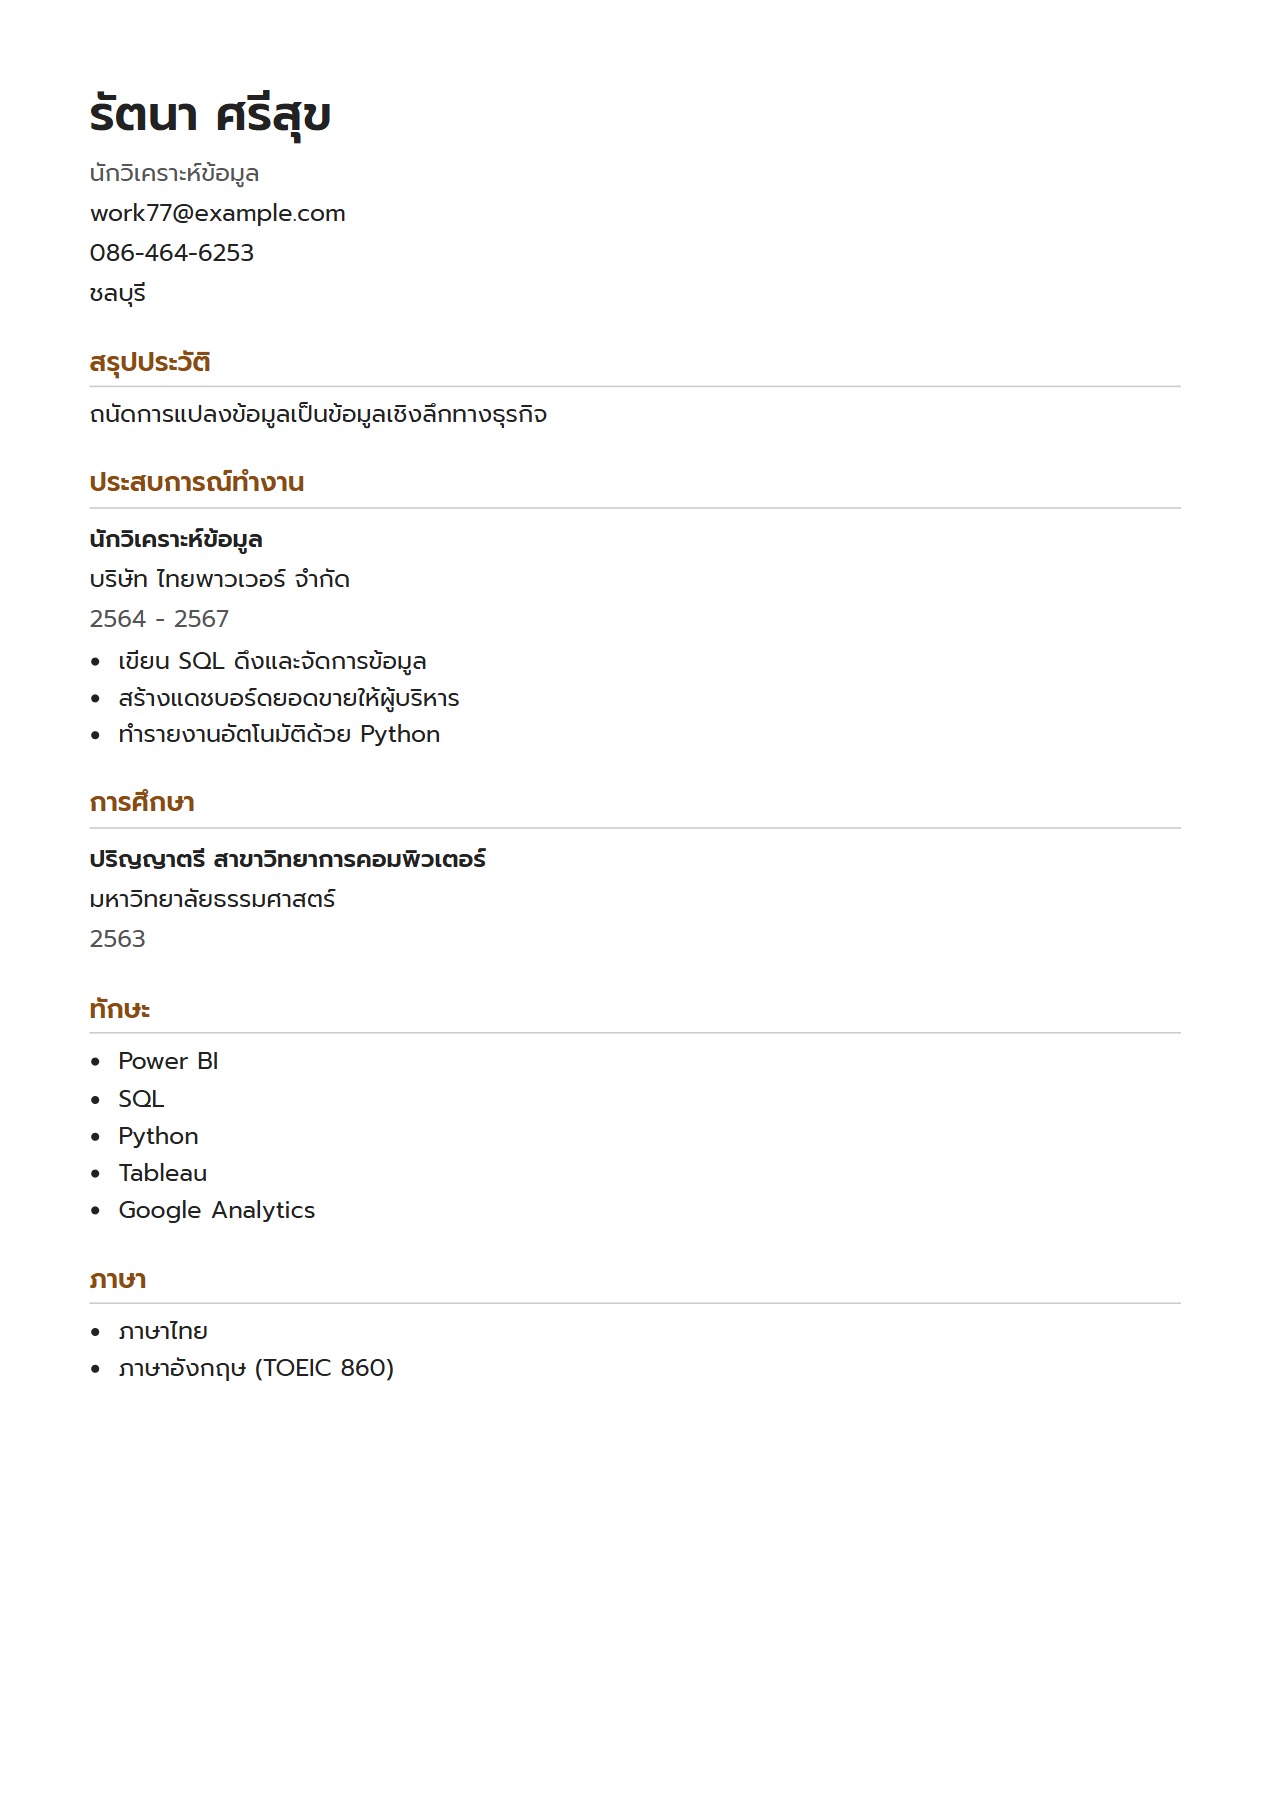 รัตนา ศรีสุข
นักวิเคราะห์ข้อมูล
work77@example.com
086-464-6253
ชลบุรี
สรุปประวัติ
ถนัดการแปลงข้อมูลเป็นข้อมูลเชิงลึกทางธุรกิจ
ประสบการณ์ทำงาน
นักวิเคราะห์ข้อมูล
บริษัท ไทยพาวเวอร์ จำกัด
2564 - 2567
• เขียน SQL ดึงและจัดการข้อมูล
• สร้างแดชบอร์ดยอดขายให้ผู้บริหาร
• ทำรายงานอัตโนมัติด้วย Python
การศึกษา
ปริญญาตรี สาขาวิทยาการคอมพิวเตอร์
มหาวิทยาลัยธรรมศาสตร์
2563
ทักษะ
• Power BI
• SQL
• Python
• Tableau
• Google Analytics
ภาษา
• ภาษาไทย
• ภาษาอังกฤษ (TOEIC 860)